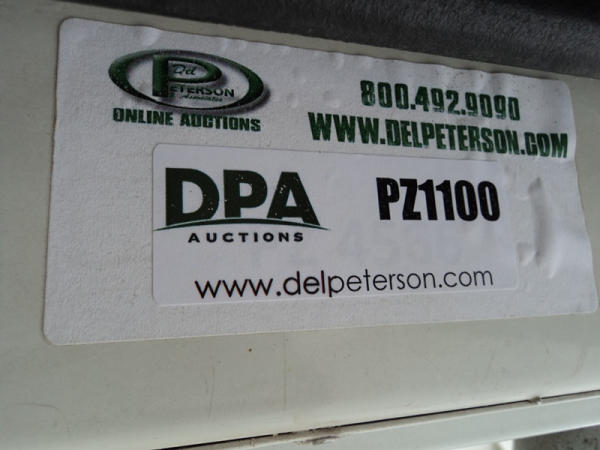 Del
PETERSON
Associates
ONLINE AUCTIONS
800.492.9090
WWW.DELPETERSON.COM
DPA
AUCTIONS
PZ1100
www.delpeterson.com